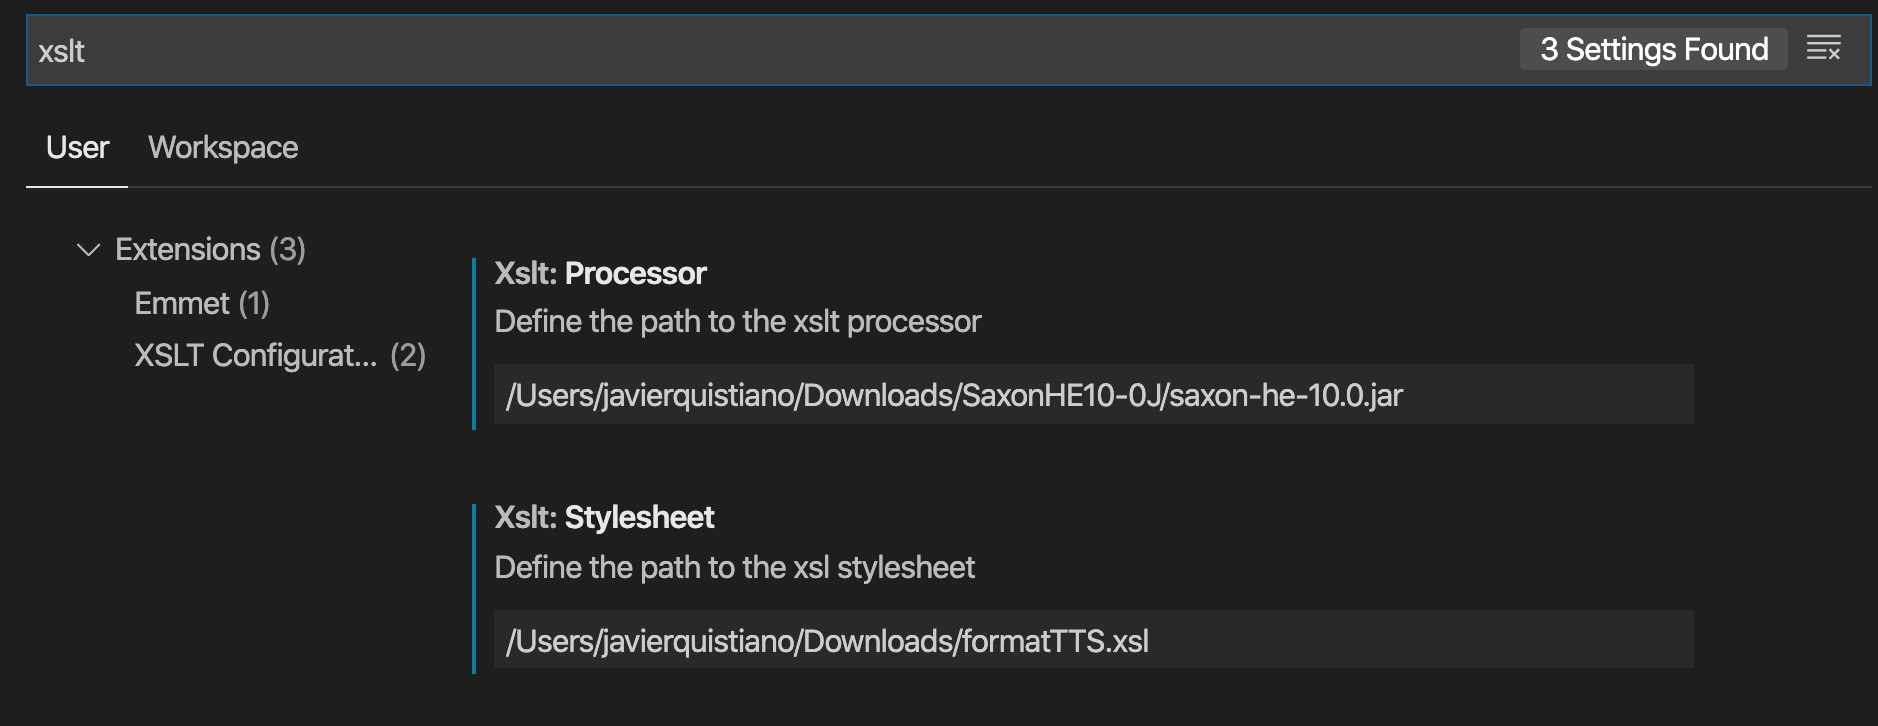 xslt
3 Settings Found
User
Workspace
Extensions (3)
Emmet (1)
XSLT Configurat... (2)
Xslt: Processor
Define the path to the xslt processor
/Users/javierquistiano/Downloads/SaxonHE10-0J/saxon-he-10.0.jar
Xslt: Stylesheet
Define the path to the xsl stylesheet
/Users/javierquistiano/Downloads/formatTTS.xsl